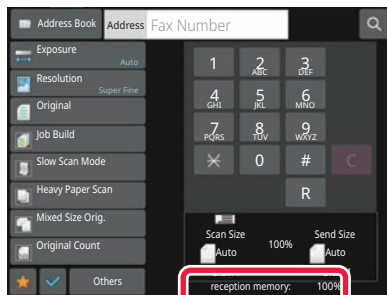 Address Book
Address
Fax Number
Exposure
Auto
Resolution
Super Fine
Original
Job Build
Slow Scan Mode
Heavy Paper Scan
Mixed Size Orig.
Original Count
Others
1
2
ABC
3
DEF
4
GHI
5
JKL
6
MNO
7
PQRS
8
TUV
9
WXYZ
0
#
C
R
Scan Size
Auto
100%
Send Size
Auto
reception memory: 100%